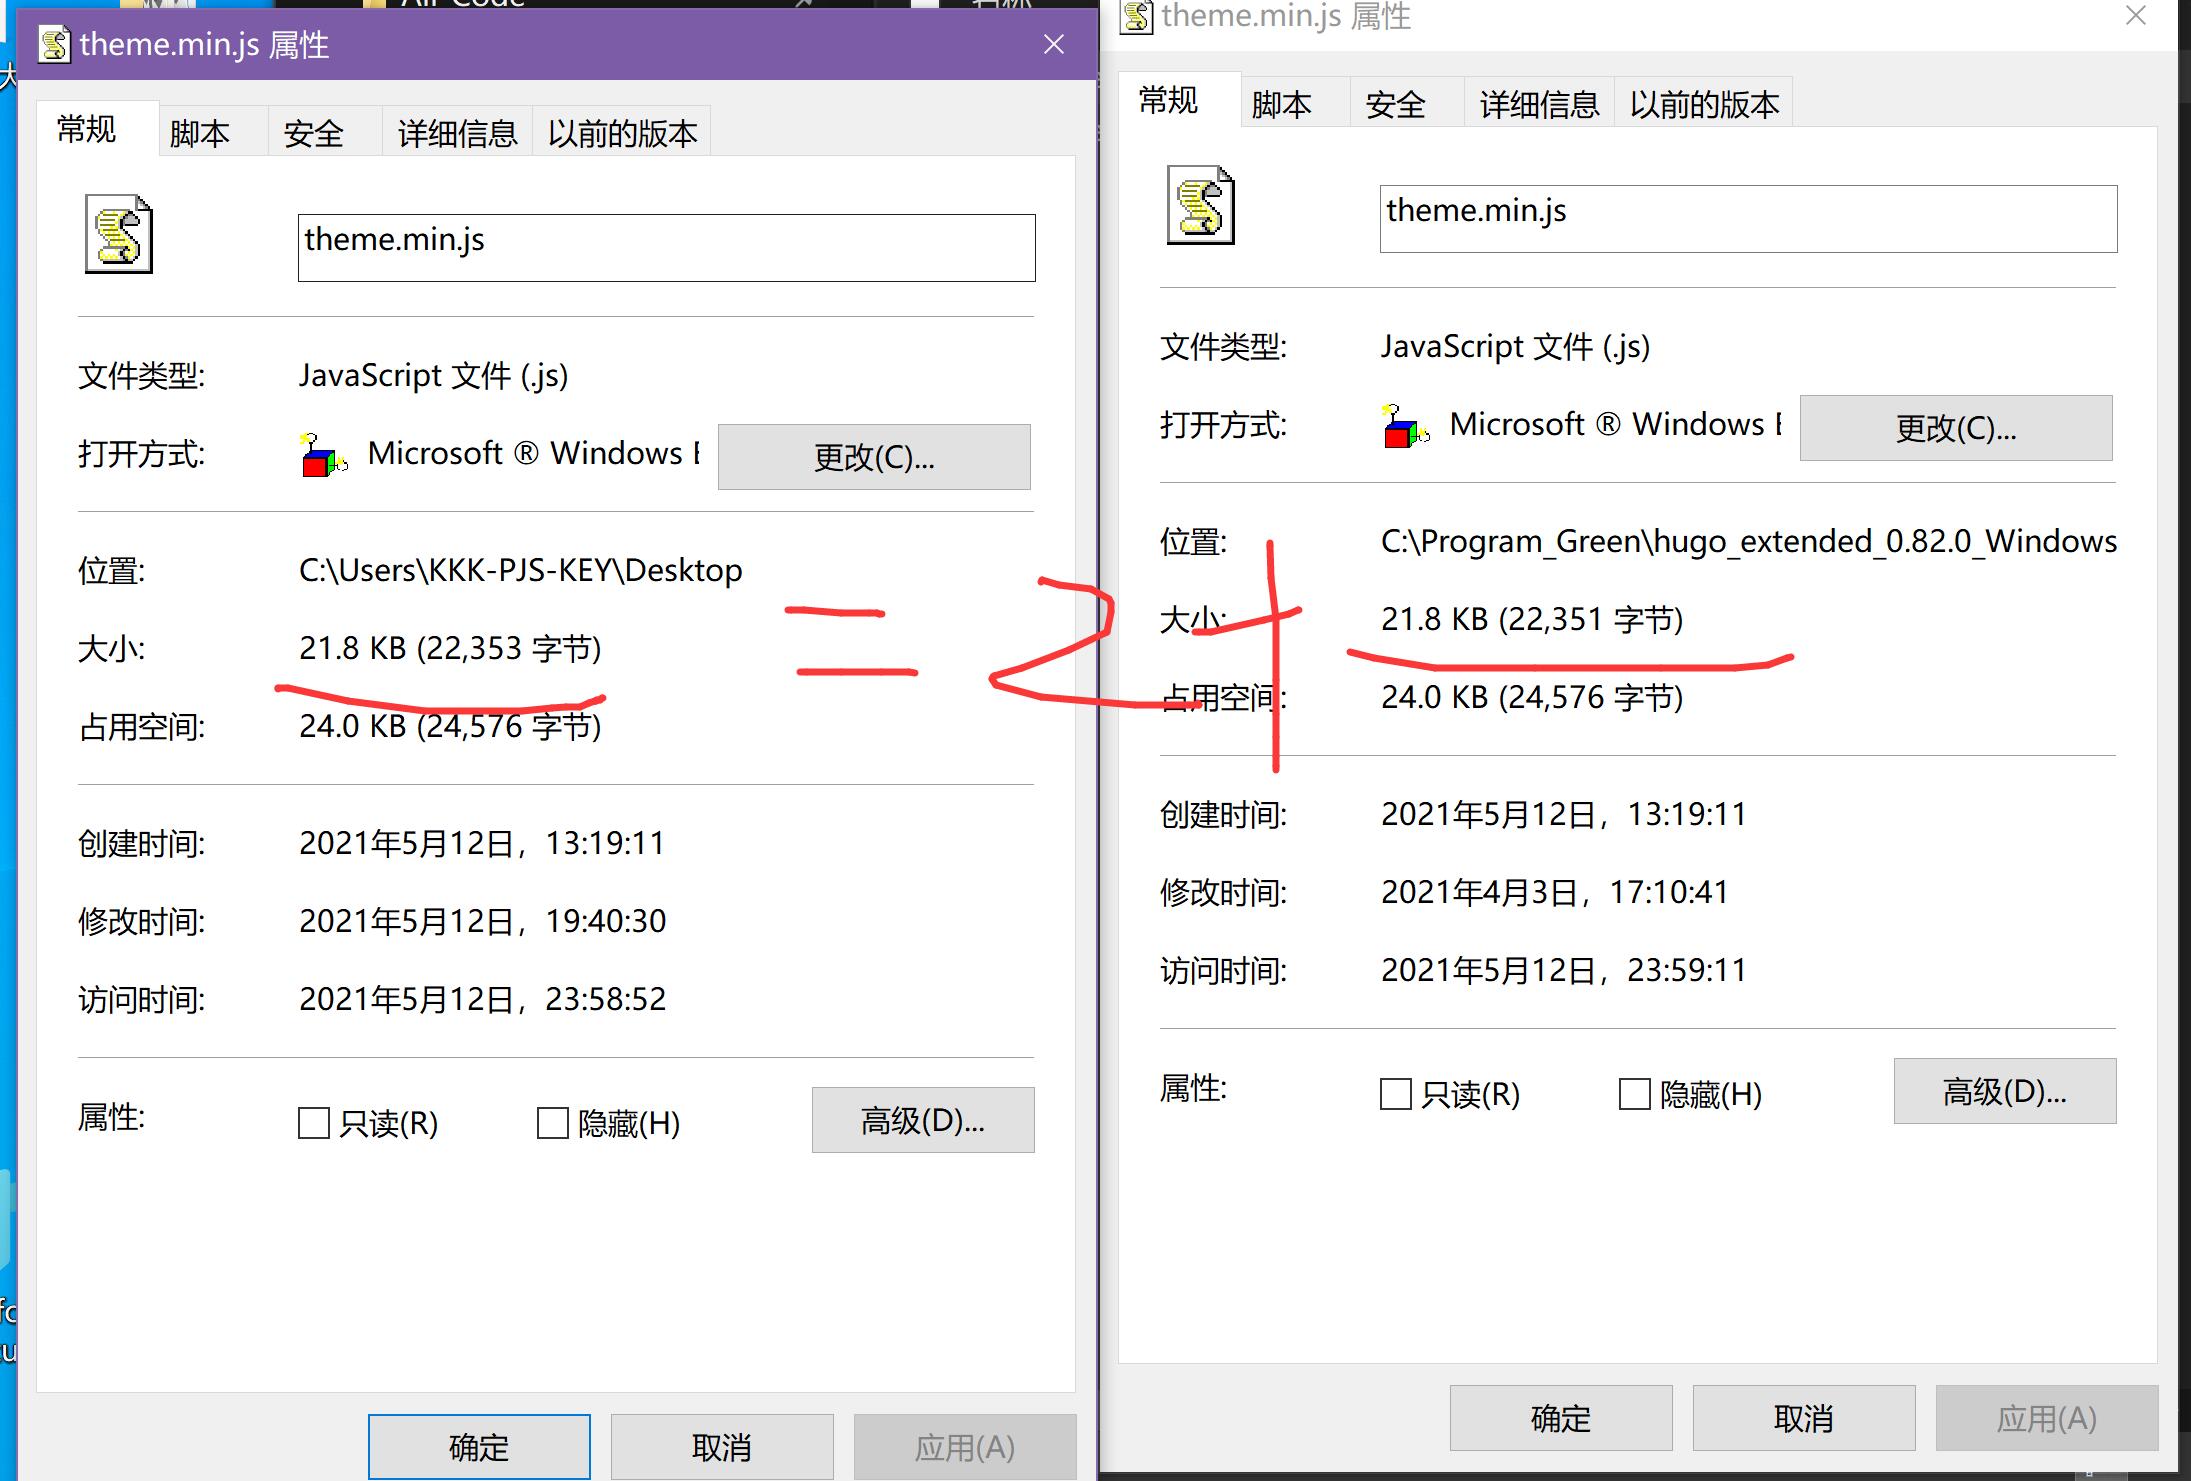 Air Code
名称
theme.min.js 属性
常规
脚本
安全
详细信息
以前的版本
theme.min.js
文件类型: JavaScript 文件 (.js)
打开方式: Microsoft ® Windows
更改(C)...
位置: C:\Users\KKK-PJS-KEY\Desktop
大小: 21.8 KB (22,353 字节)
占用空间: 24.0 KB (24,576 字节)
创建时间: 2021年5月12日，13:19:11
修改时间: 2021年5月12日，19:40:30
访问时间: 2021年5月12日，23:58:52
属性: 只读(R) 隐藏(H)
高级(D)...
确定
取消
应用(A)
= 2 +
theme.min.js 属性
常规
脚本
安全
详细信息
以前的版本
theme.min.js
文件类型: JavaScript 文件 (.js)
打开方式: Microsoft ® Windows
更改(C)...
位置: C:\Program_Green\hugo_extended_0.82.0_Windows
大小: 21.8 KB (22,351 字节)
占用空间: 24.0 KB (24,576 字节)
创建时间: 2021年5月12日，13:19:11
修改时间: 2021年4月3日，17:10:41
访问时间: 2021年5月12日，23:59:11
属性: 只读(R) 隐藏(H)
高级(D)...
确定
取消
应用(A)